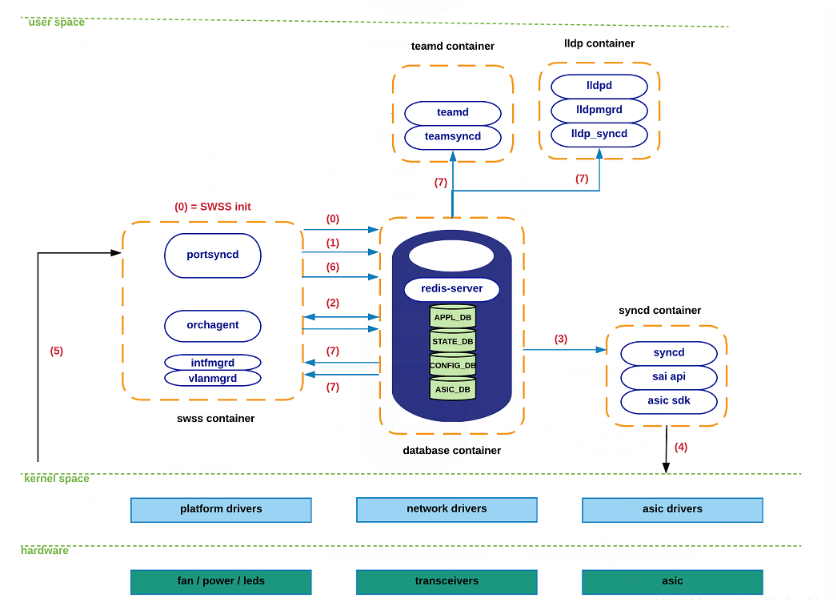 user space
teamd container
lldp container
teamd
teamsyncd
lldpd
lldpmgrd
lldp_syncd
(7)
(7)
(0) = SWSS init
(0)
(1)
(6)
(2)
(7)
(7)
portsyncd
orchagent
intfmgrd
vlanmgrd
swss container
(5)
redis-server
APPL_DB
STATE_DB
CONFIG_DB
ASIC_DB
database container
(3)
syncd container
syncd
sai api
asic sdk
(4)
kernel space
platform drivers
network drivers
asic drivers
hardware
fan / power / leds
transceivers
asic